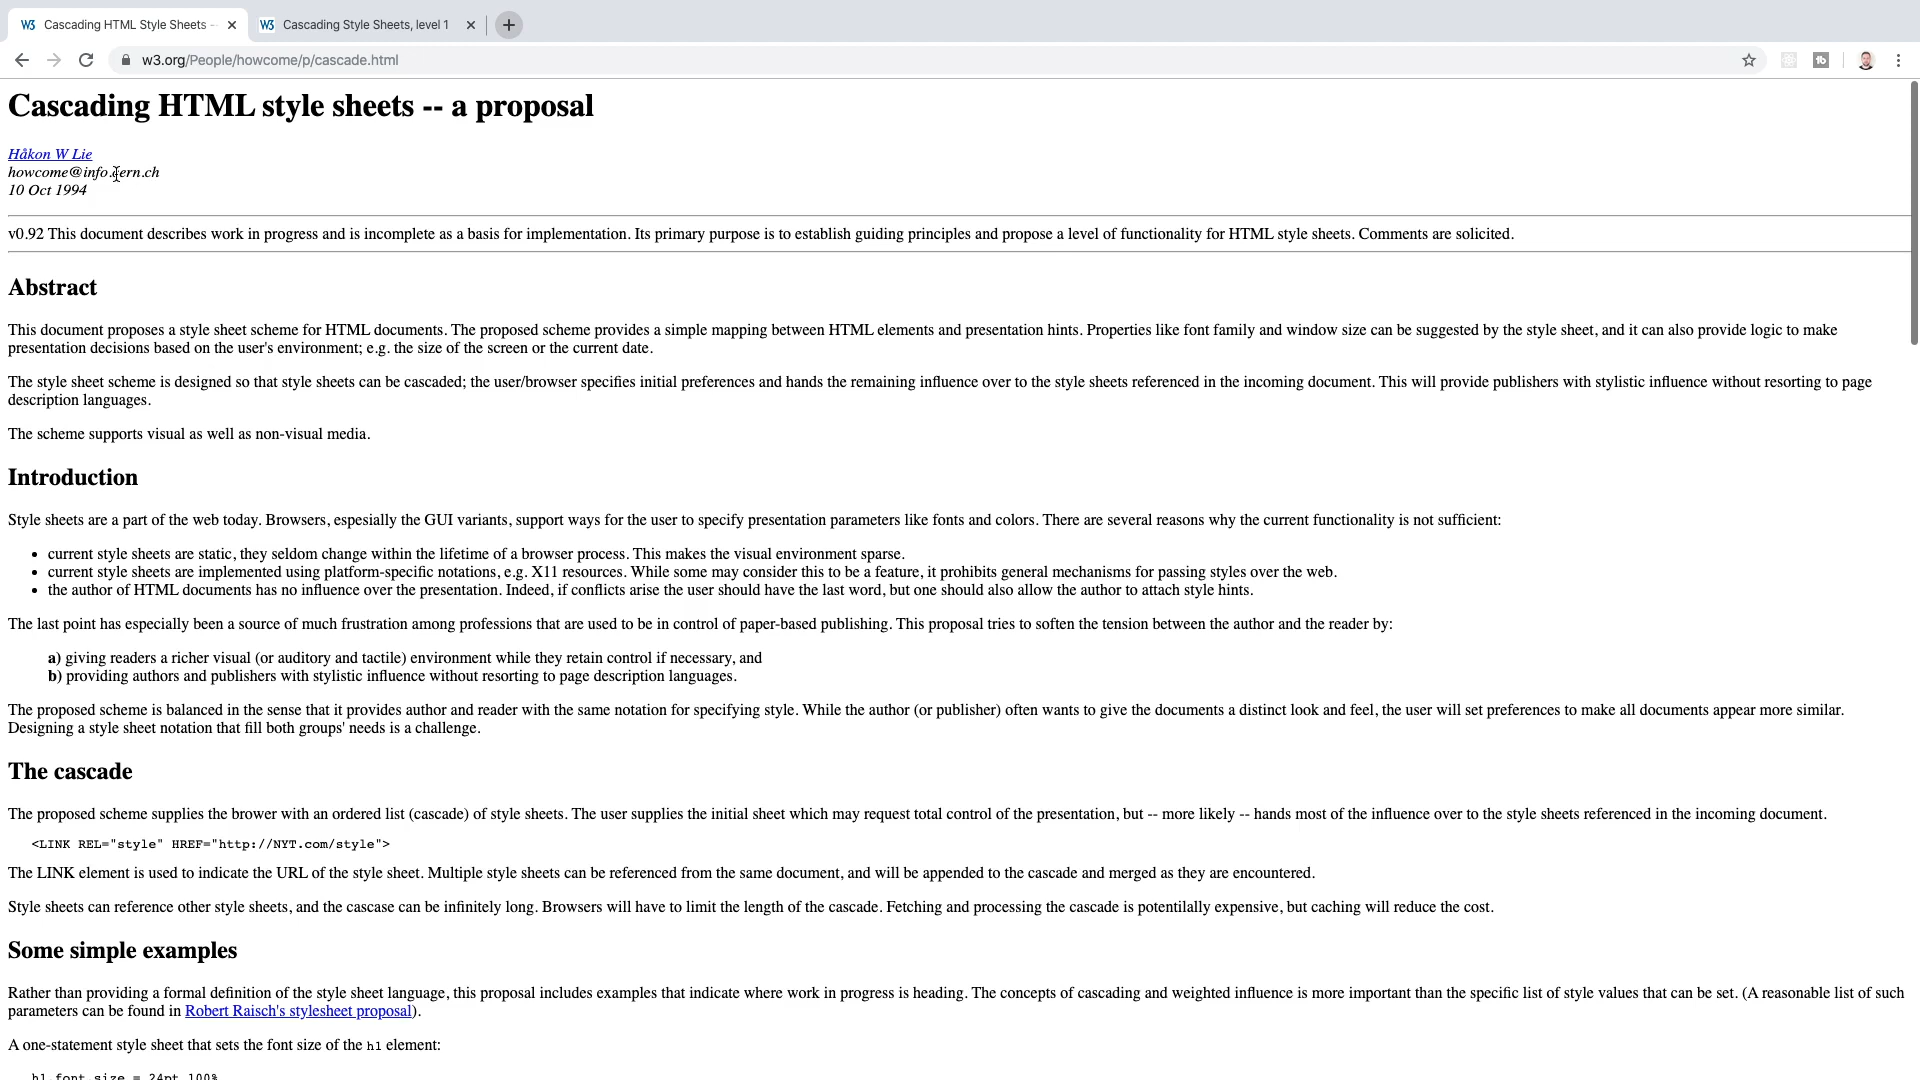 W3 Cascading HTML Style Sheets -
W3 Cascading Style Sheets, level 1
w3.org/People/howcome/p/cascade.html
Cascading HTML style sheets -- a proposal
Håkon W Lie
howcome@info.cern.ch
10 Oct 1994
v0.92 This document describes work in progress and is incomplete as a basis for implementation. Its primary purpose is to establish guiding principles and propose a level of functionality for HTML style sheets. Comments are solicited.
Abstract
This document proposes a style sheet scheme for HTML documents. The proposed scheme provides a simple mapping between HTML elements and presentation hints. Properties like font family and window size can be suggested by the style sheet, and it can also provide logic to make
presentation decisions based on the user's environment; e.g. the size of the screen or the current date.
The style sheet scheme is designed so that style sheets can be cascaded; the user/browser specifies initial preferences and hands the remaining influence over to the style sheets referenced in the incoming document. This will provide publishers with stylistic influence without resorting to page
description languages.
The scheme supports visual as well as non-visual media.
Introduction
Style sheets are a part of the web today. Browsers, espesially the GUI variants, support ways for the user to specify presentation parameters like fonts and colors. There are several reasons why the current functionality is not sufficient:
• current style sheets are static, they seldom change within the lifetime of a browser process. This makes the visual environment sparse.
• current style sheets are implemented using platform-specific notations, e.g. X11 resources. While some may consider this to be a feature, it prohibits general mechanisms for passing styles over the web.
• the author of HTML documents has no influence over the presentation. Indeed, if conflicts arise the user should have the last word, but one should also allow the author to attach style hints.
The last point has especially been a source of much frustration among professions that are used to be in control of paper-based publishing. This proposal tries to soften the tension between the author and the reader by:
a) giving readers a richer visual (or auditory and tactile) environment while they retain control if necessary, and
b) providing authors and publishers with stylistic influence without resorting to page description languages.
The proposed scheme is balanced in the sense that it provides author and reader with the same notation for specifying style. While the author (or publisher) often wants to give the documents a distinct look and feel, the user will set preferences to make all documents appear more similar.
Designing a style sheet notation that fill both groups' needs is a challenge.
The cascade
The proposed scheme supplies the brower with an ordered list (cascade) of style sheets. The user supplies the initial sheet which may request total control of the presentation, but -- more likely -- hands most of the influence over to the style sheets referenced in the incoming document.
<LINK REL="style" HREF="http://NYT.com/style">
The LINK element is used to indicate the URL of the style sheet. Multiple style sheets can be referenced from the same document, and will be appended to the cascade and merged as they are encountered.
Style sheets can reference other style sheets, and the cascase can be infinitely long. Browsers will have to limit the length of the cascade. Fetching and processing the cascade is potentilally expensive, but caching will reduce the cost.
Some simple examples
Rather than providing a formal definition of the style sheet language, this proposal includes examples that indicate where work in progress is heading. The concepts of cascading and weighted influence is more important than the specific list of style values that can be set. (A reasonable list of such
parameters can be found in Robert Raisch's stylesheet proposal).
A one-statement style sheet that sets the font size of the h1 element:
h1.font.size = 24pt 100%